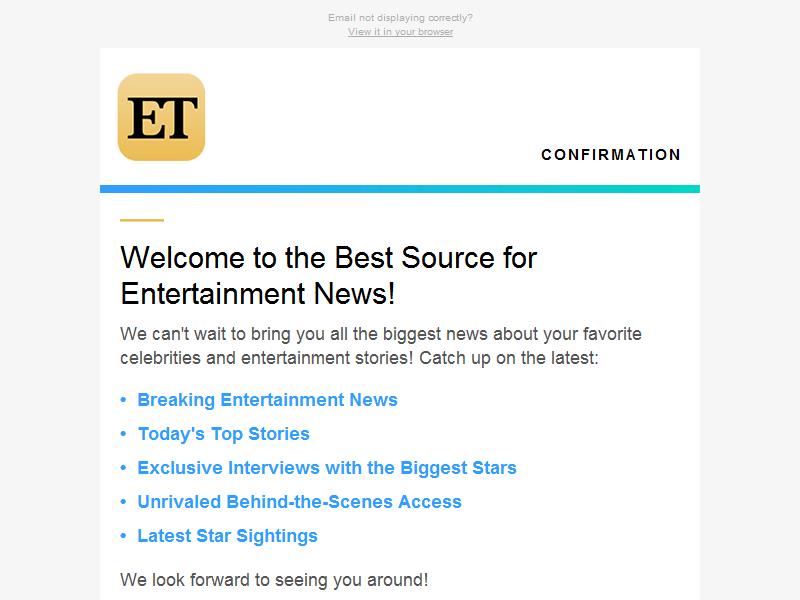 Email not displaying correctly?
View it in your browser
ET
CONFIRMATION
Welcome to the Best Source for
Entertainment News!
We can't wait to bring you all the biggest news about your favorite
celebrities and entertainment stories! Catch up on the latest:
• Breaking Entertainment News
• Today's Top Stories
• Exclusive Interviews with the Biggest Stars
• Unrivaled Behind-the-Scenes Access
• Latest Star Sightings
We look forward to seeing you around!